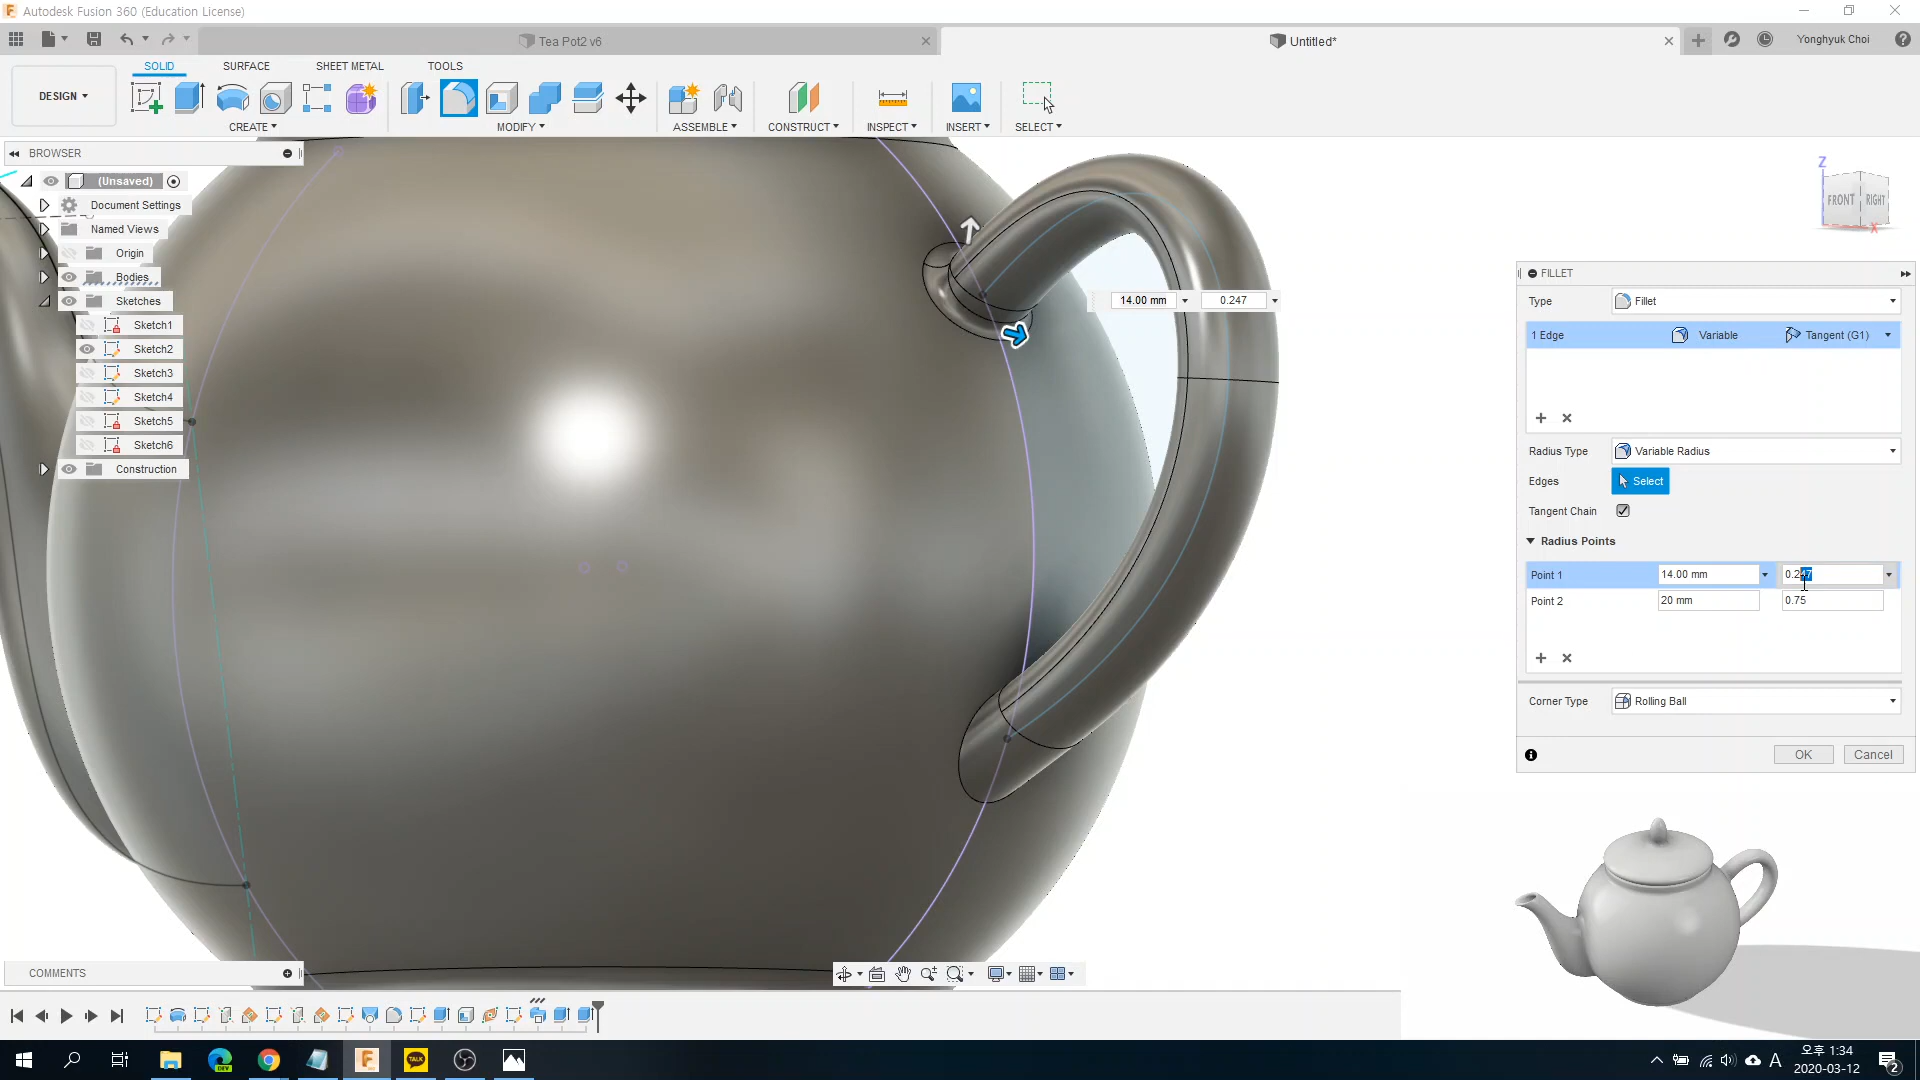 Autodesk Fusion 360 (Education License)
Tea Pot2 v6
Untitled*
Yonghyuk Choi
DESIGN
SOLID
SURFACE
SHEET METAL
TOOLS
CREATE
MODIFY
ASSEMBLE
CONSTRUCT
INSPECT
INSERT
SELECT
BROWSER
(Unsaved)
Document Settings
Named Views
Origin
Bodies
Sketches
Sketch1
Sketch2
Sketch3
Sketch4
Sketch5
Sketch6
Construction
Z
FRONT
RIGHT
X
14.00 mm
0.247
FILLET
Type Fillet
1 Edge Variable Tangent (G1)
Radius Type Variable Radius
Edges Select
Tangent Chain
Radius Points
Point 1 14.00 mm 0.247
Point 2 20 mm 0.75
Corner Type Rolling Ball
OK Cancel
COMMENTS
TALK
DEV
A
오후 1:34
2020-03-12
2